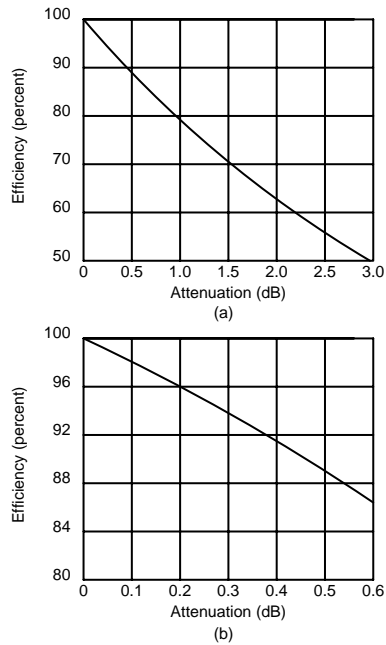 100
90
80
70
60
50
Efficiency (percent)
0 0.5 1.0 1.5 2.0 2.5 3.0
Attenuation (dB)
(a)
100
96
92
88
84
80
Efficiency (percent)
0 0.1 0.2 0.3 0.4 0.5 0.6
Attenuation (dB)
(b)